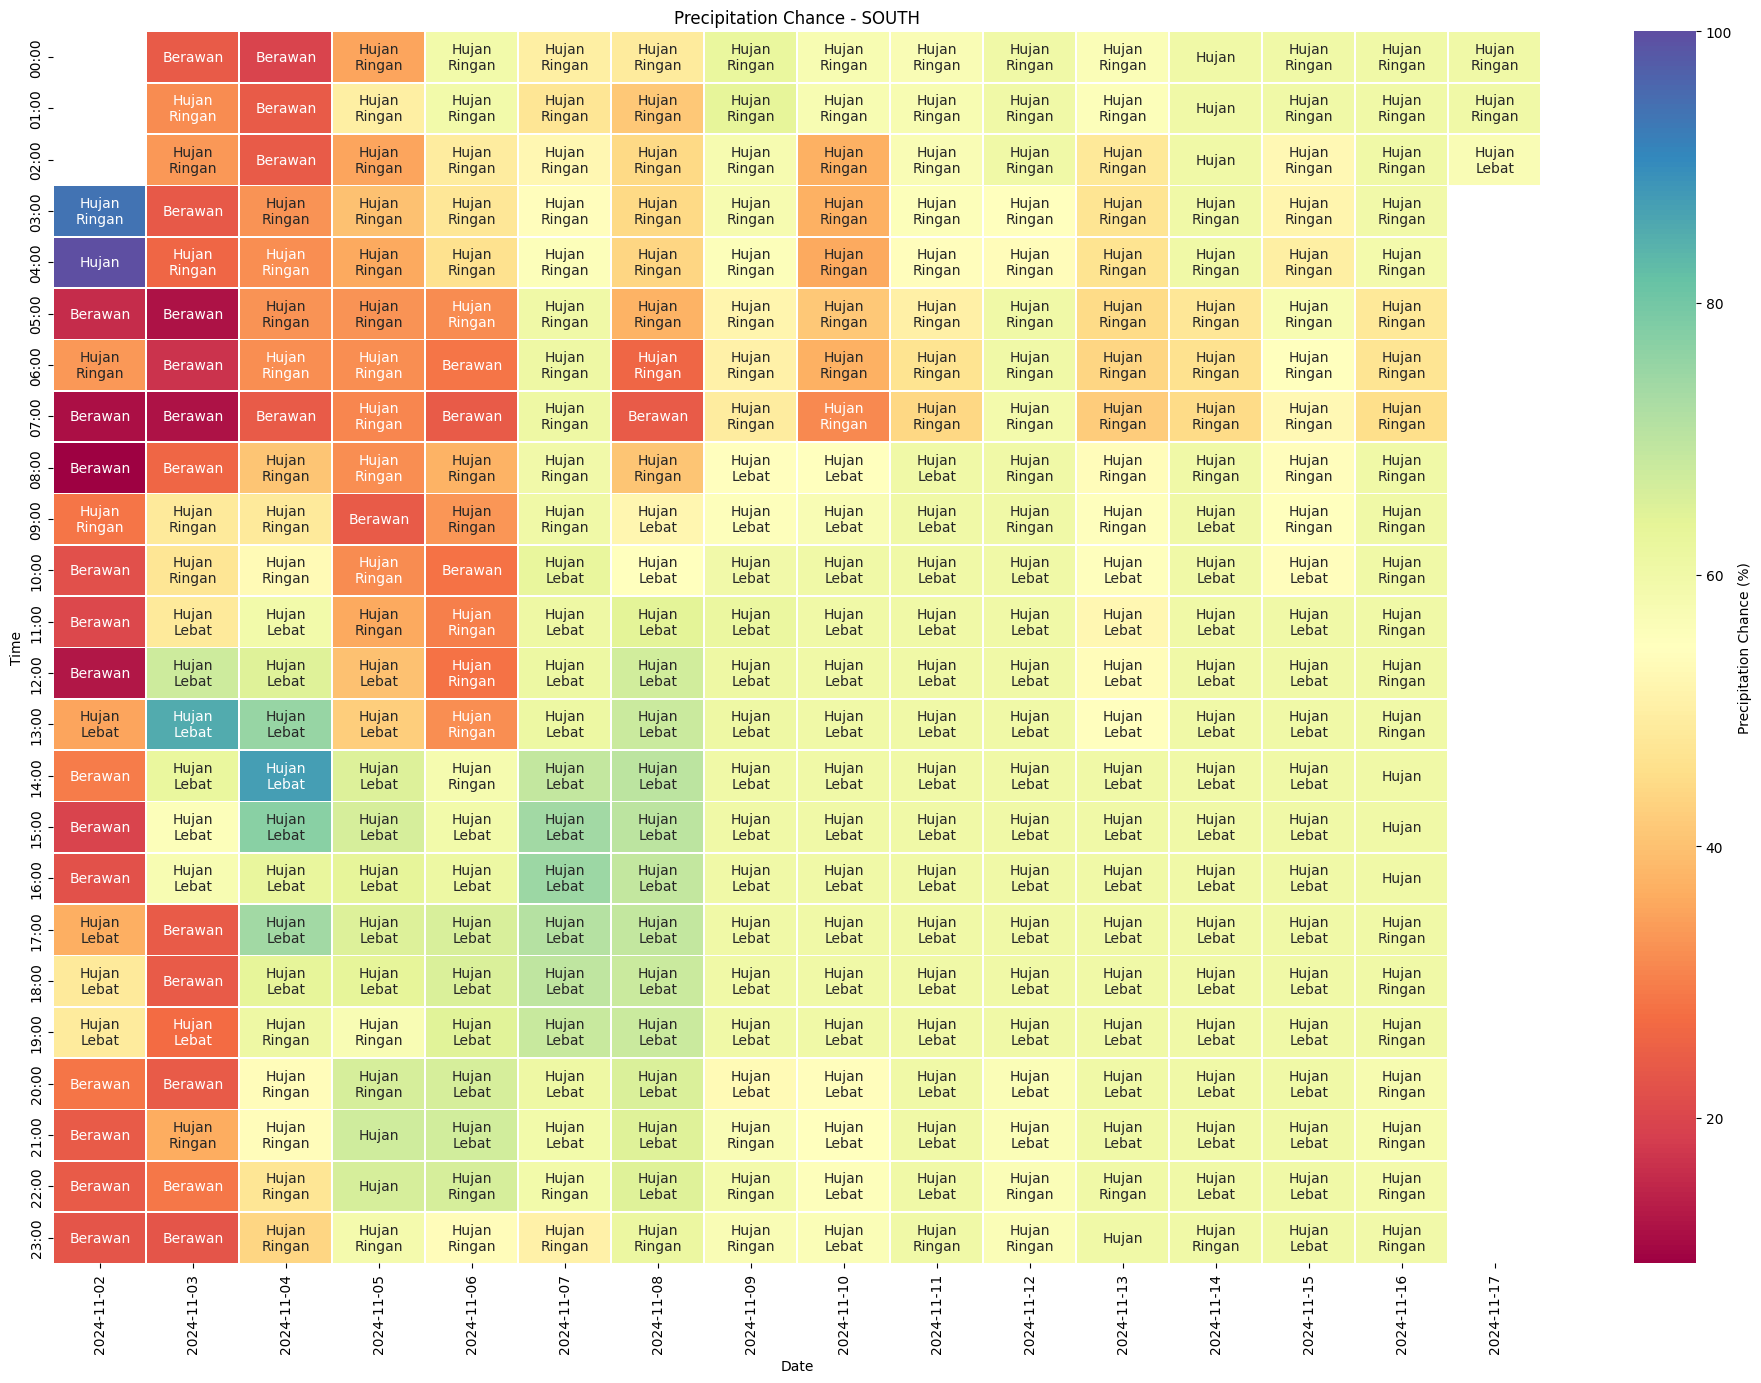 Precipitation Chance - SOUTH
00:00 Berawan Berawan Hujan Ringan Hujan Ringan Hujan Ringan Hujan Ringan Hujan Ringan Hujan Ringan Hujan Ringan Hujan Ringan Hujan Ringan Hujan Hujan Ringan Hujan Ringan Hujan Ringan
01:00 Hujan Ringan Berawan Hujan Ringan Hujan Ringan Hujan Ringan Hujan Ringan Hujan Ringan Hujan Ringan Hujan Ringan Hujan Ringan Hujan Ringan Hujan Hujan Ringan Hujan Ringan Hujan Ringan
02:00 Hujan Ringan Berawan Hujan Ringan Hujan Ringan Hujan Ringan Hujan Ringan Hujan Ringan Hujan Ringan Hujan Ringan Hujan Ringan Hujan Ringan Hujan Hujan Ringan Hujan Ringan Hujan Lebat
03:00 Hujan Ringan Berawan Hujan Ringan Hujan Ringan Hujan Ringan Hujan Ringan Hujan Ringan Hujan Ringan Hujan Ringan Hujan Ringan Hujan Ringan Hujan Ringan Hujan Ringan Hujan Ringan Hujan Ringan
04:00 Hujan Hujan Ringan Hujan Ringan Hujan Ringan Hujan Ringan Hujan Ringan Hujan Ringan Hujan Ringan Hujan Ringan Hujan Ringan Hujan Ringan Hujan Ringan Hujan Ringan Hujan Ringan Hujan Ringan
05:00 Berawan Berawan Hujan Ringan Hujan Ringan Hujan Ringan Hujan Ringan Hujan Ringan Hujan Ringan Hujan Ringan Hujan Ringan Hujan Ringan Hujan Ringan Hujan Ringan Hujan Ringan Hujan Ringan
06:00 Hujan Ringan Berawan Hujan Ringan Hujan Ringan Berawan Hujan Ringan Hujan Ringan Hujan Ringan Hujan Ringan Hujan Ringan Hujan Ringan Hujan Ringan Hujan Ringan Hujan Ringan Hujan Ringan
07:00 Berawan Berawan Berawan Hujan Ringan Berawan Hujan Ringan Berawan Hujan Ringan Hujan Ringan Hujan Ringan Hujan Ringan Hujan Ringan Hujan Ringan Hujan Ringan Hujan Ringan
08:00 Berawan Berawan Hujan Ringan Hujan Ringan Hujan Ringan Hujan Ringan Hujan Ringan Hujan Lebat Hujan Lebat Hujan Lebat Hujan Ringan Hujan Ringan Hujan Ringan Hujan Ringan Hujan Ringan
09:00 Hujan Ringan Hujan Ringan Hujan Ringan Berawan Hujan Ringan Hujan Ringan Hujan Lebat Hujan Lebat Hujan Lebat Hujan Lebat Hujan Ringan Hujan Ringan Hujan Lebat Hujan Ringan Hujan Ringan
10:00 Berawan Hujan Ringan Hujan Ringan Hujan Ringan Berawan Hujan Lebat Hujan Lebat Hujan Lebat Hujan Lebat Hujan Lebat Hujan Lebat Hujan Lebat Hujan Lebat Hujan Lebat Hujan Ringan
11:00 Berawan Hujan Lebat Hujan Lebat Hujan Ringan Hujan Ringan Hujan Lebat Hujan Lebat Hujan Lebat Hujan Lebat Hujan Lebat Hujan Lebat Hujan Lebat Hujan Lebat Hujan Lebat Hujan Ringan
12:00 Berawan Hujan Lebat Hujan Lebat Hujan Lebat Hujan Ringan Hujan Lebat Hujan Lebat Hujan Lebat Hujan Lebat Hujan Lebat Hujan Lebat Hujan Lebat Hujan Lebat Hujan Lebat Hujan Ringan
13:00 Hujan Lebat Hujan Lebat Hujan Lebat Hujan Lebat Hujan Ringan Hujan Lebat Hujan Lebat Hujan Lebat Hujan Lebat Hujan Lebat Hujan Lebat Hujan Lebat Hujan Lebat Hujan Lebat Hujan Ringan
14:00 Berawan Hujan Lebat Hujan Lebat Hujan Lebat Hujan Ringan Hujan Lebat Hujan Lebat Hujan Lebat Hujan Lebat Hujan Lebat Hujan Lebat Hujan Lebat Hujan Lebat Hujan Lebat Hujan
15:00 Berawan Hujan Lebat Hujan Lebat Hujan Lebat Hujan Lebat Hujan Lebat Hujan Lebat Hujan Lebat Hujan Lebat Hujan Lebat Hujan Lebat Hujan Lebat Hujan Lebat Hujan Lebat Hujan
16:00 Berawan Hujan Lebat Hujan Lebat Hujan Lebat Hujan Lebat Hujan Lebat Hujan Lebat Hujan Lebat Hujan Lebat Hujan Lebat Hujan Lebat Hujan Lebat Hujan Lebat Hujan Lebat Hujan
17:00 Hujan Lebat Berawan Hujan Lebat Hujan Lebat Hujan Lebat Hujan Lebat Hujan Lebat Hujan Lebat Hujan Lebat Hujan Lebat Hujan Lebat Hujan Lebat Hujan Lebat Hujan Lebat Hujan Ringan
18:00 Hujan Lebat Berawan Hujan Lebat Hujan Lebat Hujan Lebat Hujan Lebat Hujan Lebat Hujan Lebat Hujan Lebat Hujan Lebat Hujan Lebat Hujan Lebat Hujan Lebat Hujan Lebat Hujan Ringan
19:00 Hujan Lebat Hujan Lebat Hujan Ringan Hujan Ringan Hujan Lebat Hujan Lebat Hujan Lebat Hujan Lebat Hujan Lebat Hujan Lebat Hujan Lebat Hujan Lebat Hujan Lebat Hujan Lebat Hujan Ringan
20:00 Berawan Berawan Hujan Ringan Hujan Ringan Hujan Lebat Hujan Lebat Hujan Lebat Hujan Lebat Hujan Lebat Hujan Lebat Hujan Lebat Hujan Lebat Hujan Lebat Hujan Lebat Hujan Ringan
21:00 Berawan Hujan Ringan Hujan Ringan Hujan Hujan Lebat Hujan Lebat Hujan Lebat Hujan Ringan Hujan Lebat Hujan Lebat Hujan Lebat Hujan Lebat Hujan Lebat Hujan Lebat Hujan Ringan
22:00 Berawan Berawan Hujan Ringan Hujan Hujan Ringan Hujan Ringan Hujan Lebat Hujan Ringan Hujan Lebat Hujan Lebat Hujan Ringan Hujan Ringan Hujan Lebat Hujan Lebat Hujan Ringan
23:00 Berawan Berawan Hujan Ringan Hujan Ringan Hujan Ringan Hujan Ringan Hujan Ringan Hujan Ringan Hujan Lebat Hujan Ringan Hujan Ringan Hujan Hujan Ringan Hujan Lebat Hujan Ringan
Time
2024-11-02 2024-11-03 2024-11-04 2024-11-05 2024-11-06 2024-11-07 2024-11-08 2024-11-09 2024-11-10 2024-11-11 2024-11-12 2024-11-13 2024-11-14 2024-11-15 2024-11-16 2024-11-17
Date
100
80
60
40
20
Precipitation Chance (%)